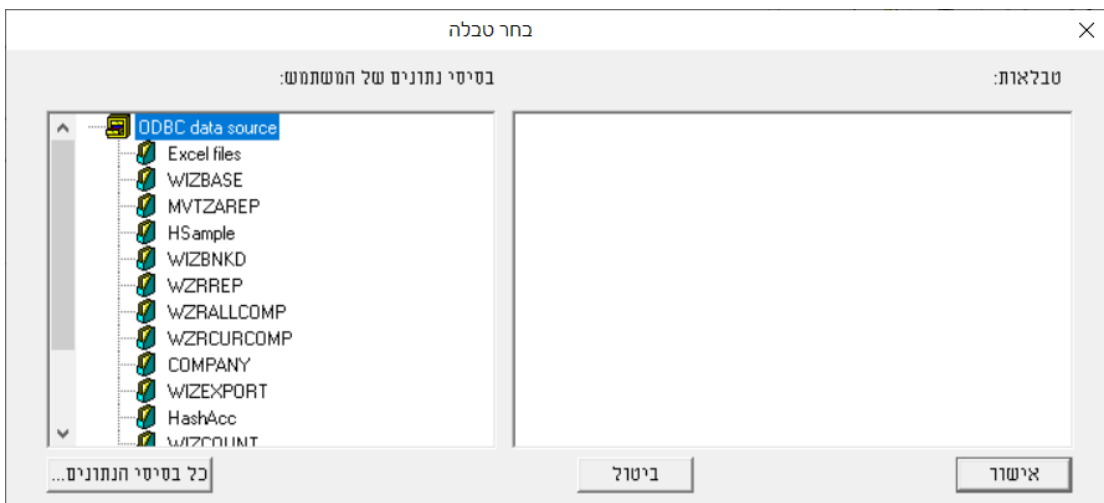 בחר טבלה
טבלאות:
בסיסי נתונים של המשתמש:
ODBC data source
Excel files
WIZBASE
MVTZAREP
HSample
WIZBNKD
WZRREP
WZRALLCOMP
WZRCURCOMP
COMPANY
WIZEXPORT
HashAcc
WIZCOUNT
אישור
ביטול
כל בסיסי הנתונים...